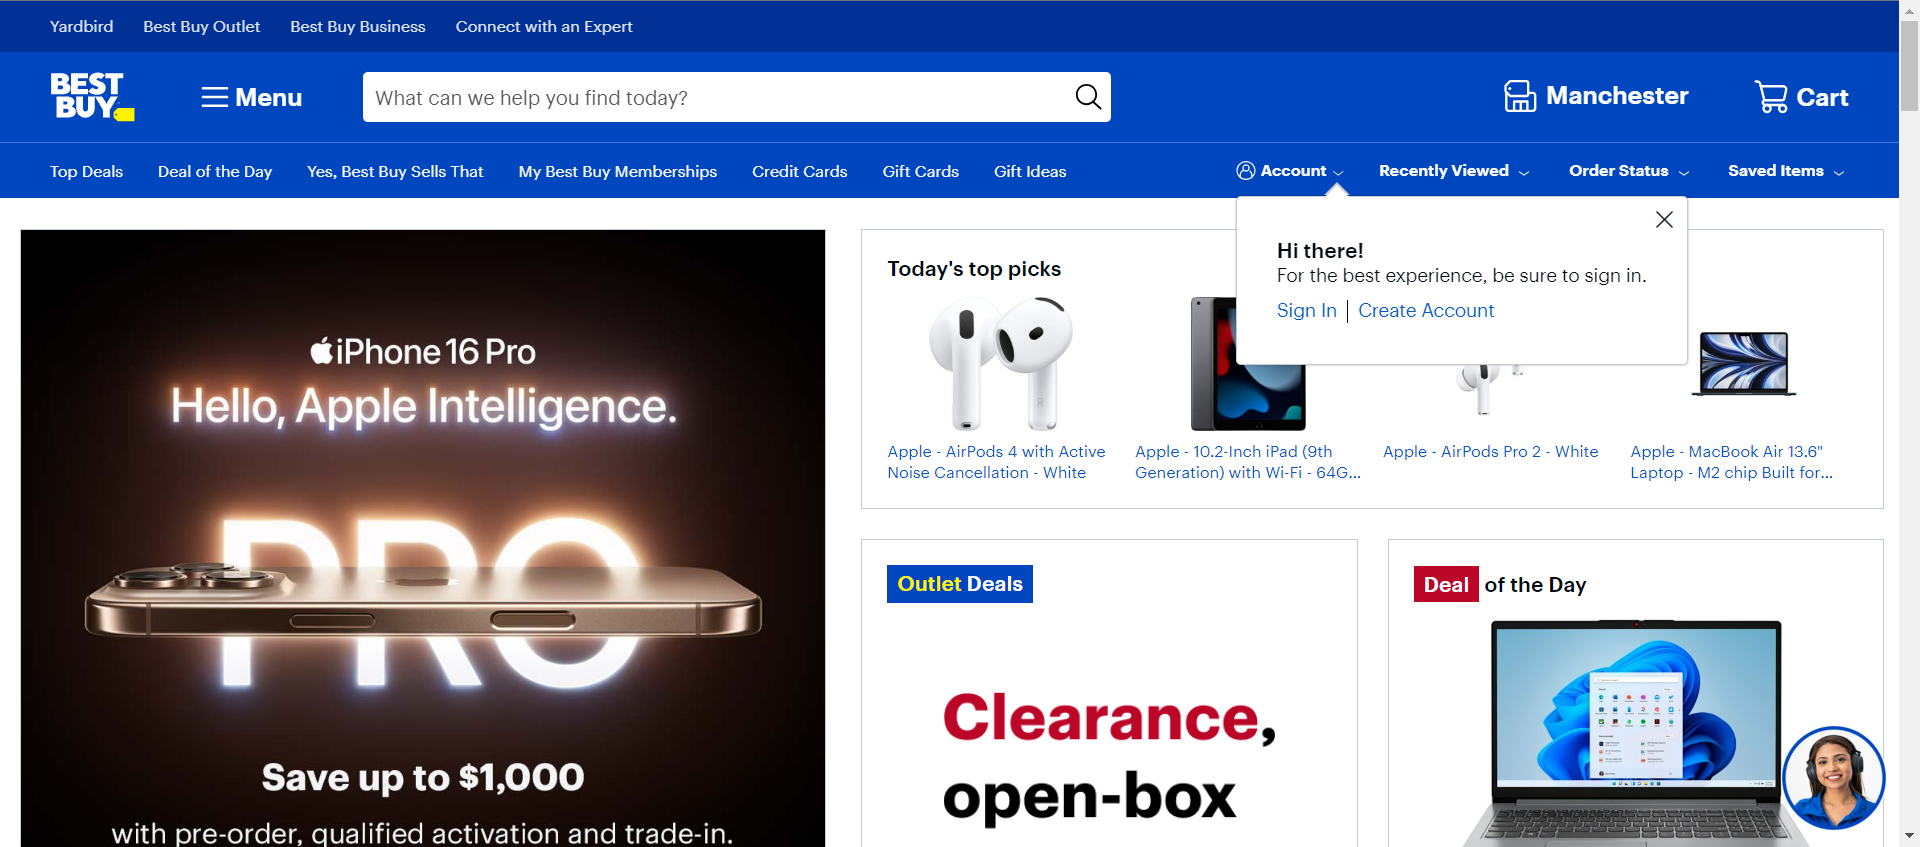 Yardbird
Best Buy Outlet
Best Buy Business
Connect with an Expert
BEST
BUY
Menu
What can we help you find today?
Manchester
Cart
Top Deals
Deal of the Day
Yes, Best Buy Sells That
My Best Buy Memberships
Credit Cards
Gift Cards
Gift Ideas
Account
Recently Viewed
Order Status
Saved Items
Hi there!
For the best experience, be sure to sign in.
Sign In
Create Account
iPhone 16 Pro
Hello, Apple Intelligence.
PRO
Save up to $1,000
with pre-order, qualified activation and trade-in.
Today's top picks
Apple - AirPods 4 with Active
Noise Cancellation - White
Apple - 10.2-Inch iPad (9th
Generation) with Wi-Fi - 64G...
Apple - AirPods Pro 2 - White
Apple - MacBook Air 13.6"
Laptop - M2 chip Built for...
Outlet Deals
Clearance,
open-box
Deal of the Day